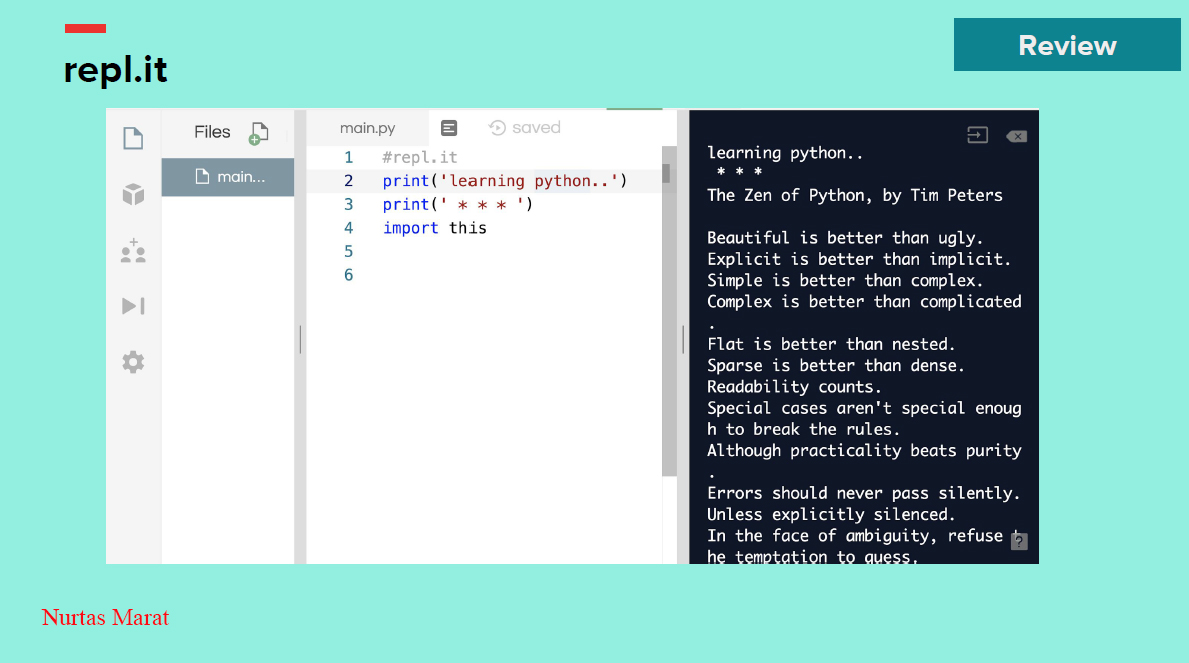 Review
repl.it
Files
main...
main.py
saved
1 #repl.it
2 print('learning python..')
3 print(' * * * ')
4 import this
5
6
learning python..
* * *
The Zen of Python, by Tim Peters
Beautiful is better than ugly.
Explicit is better than implicit.
Simple is better than complex.
Complex is better than complicated
.
Flat is better than nested.
Sparse is better than dense.
Readability counts.
Special cases aren't special enoug
h to break the rules.
Although practicality beats purity
.
Errors should never pass silently.
Unless explicitly silenced.
In the face of ambiguity, refuse t
he temptation to guess.
?
Nurtas Marat